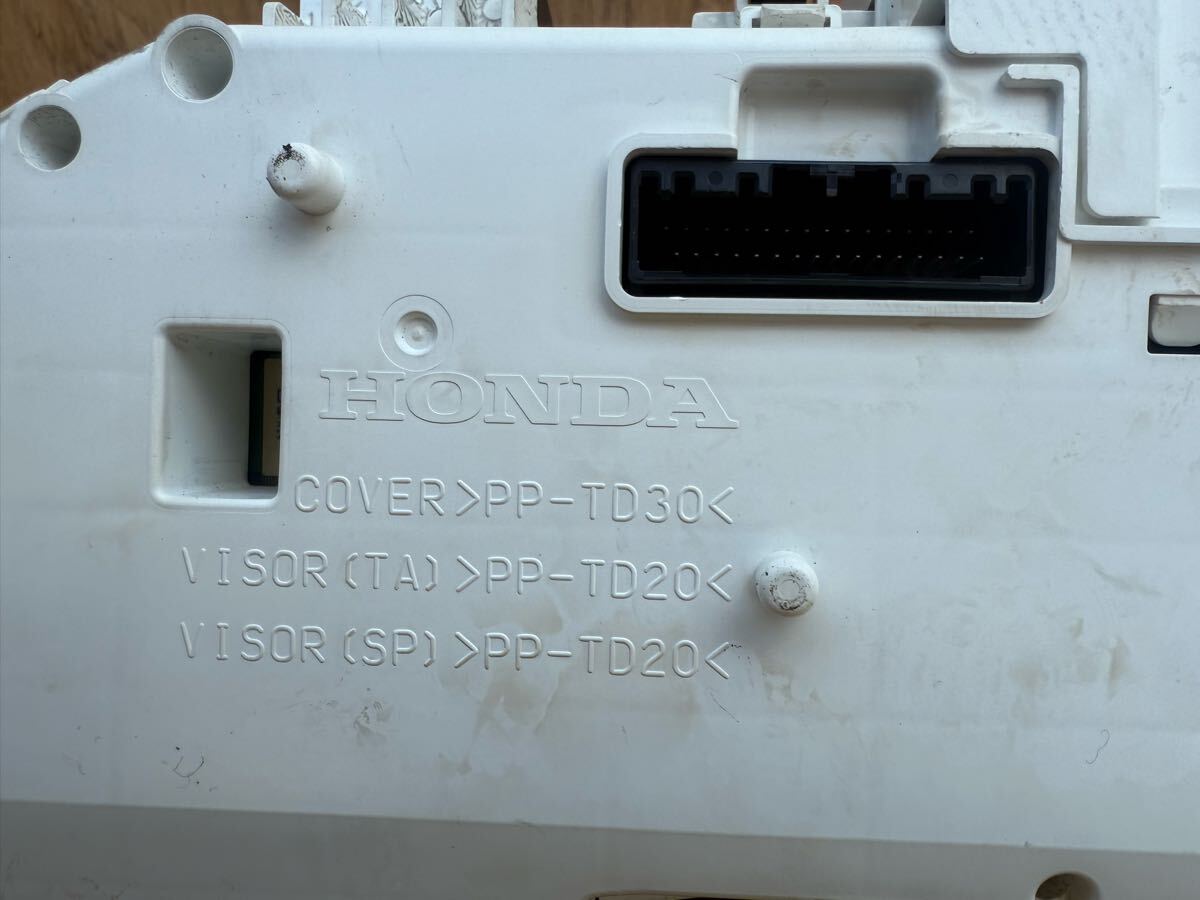 HONDA
COVER>PP-TD30<
VISOR(TA)>PP-TD20<
VISOR(SP)>PP-TD20<